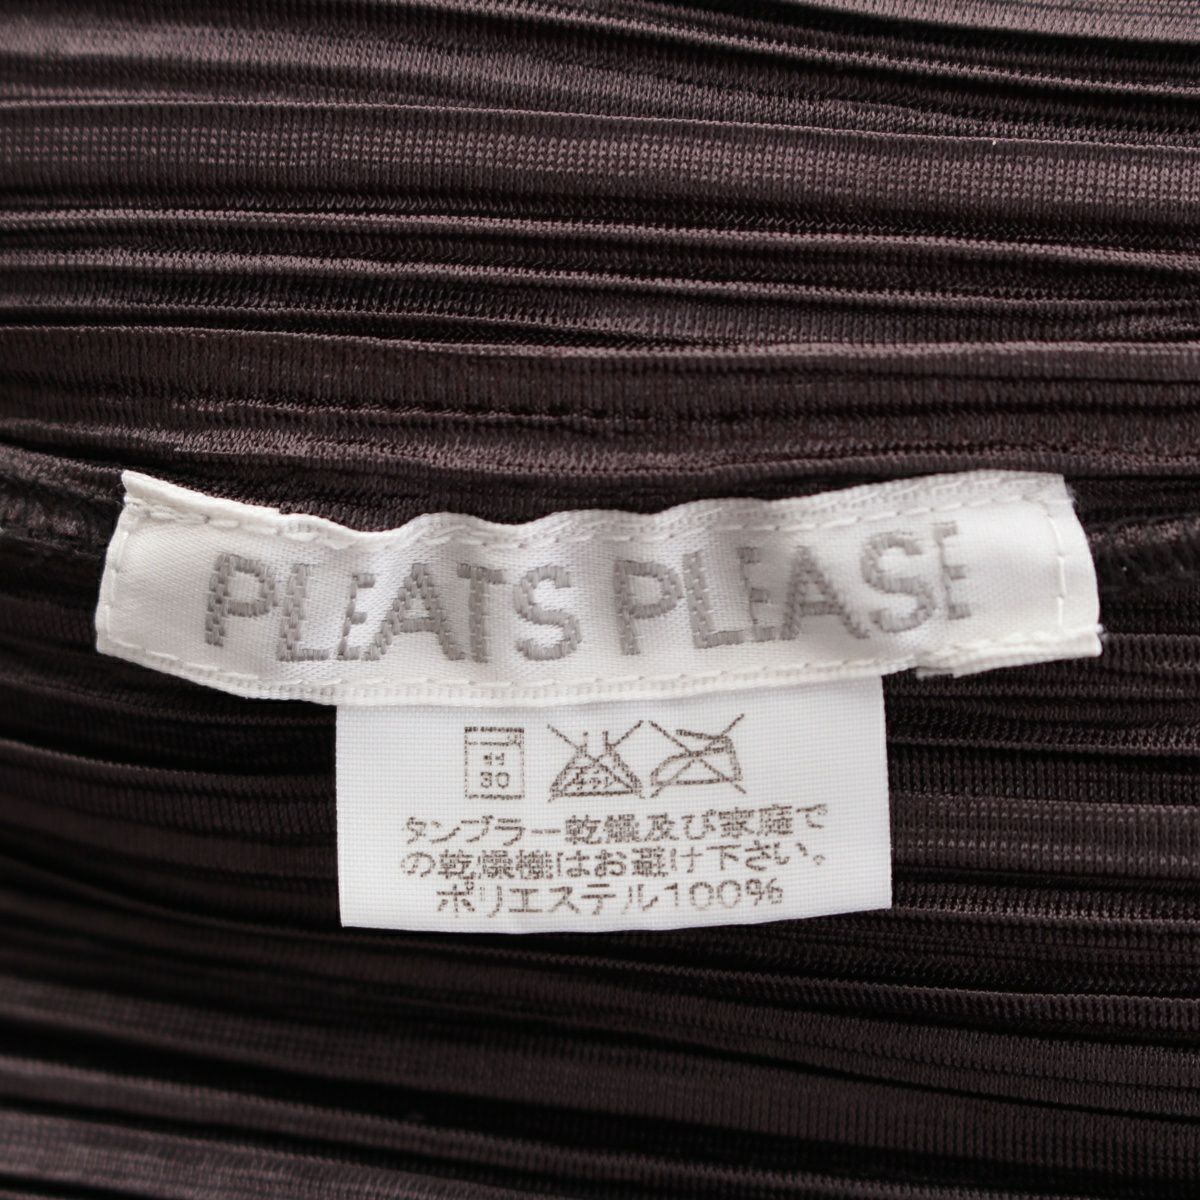 PLEATS PLEASE
30
タンブラー乾燥及び家庭で
の乾燥機はお避け下さい。
ポリエステル100%